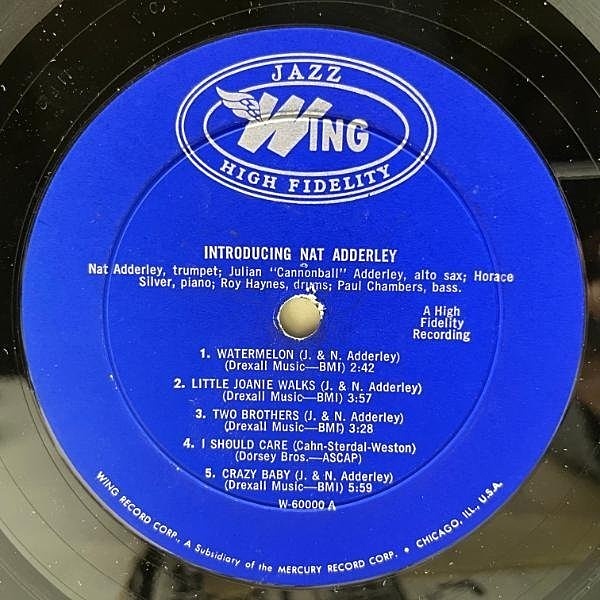 JAZZ
WING
HIGH FIDELITY
INTRODUCING NAT ADDERLEY
Nat Adderley, trumpet; Julian "Cannonball" Adderley, alto sax; Horace
Silver, piano; Roy Haynes, drums; Paul Chambers, bass.
A High
Fidelity
Recording
1. WATERMELON (J. & N. Adderley)
(Drexall Music—BMI) 2:42
2. LITTLE JOANIE WALKS (J. & N. Adderley)
(Drexall Music—BMI) 3:57
3. TWO BROTHERS (J. & N. Adderley)
(Drexall Music—BMI) 3:28
4. I SHOULD CARE (Cahn-Sterdal-Weston)
(Dorsey Bros.—ASCAP)
5. CRAZY BABY (J. & N. Adderley)
(Drexall Music—BMI) 5:59
W-60000 A
WING RECORD CORP., A Subsidiary of the MERCURY RECORD CORP. • CHICAGO, ILL., U.S.A.